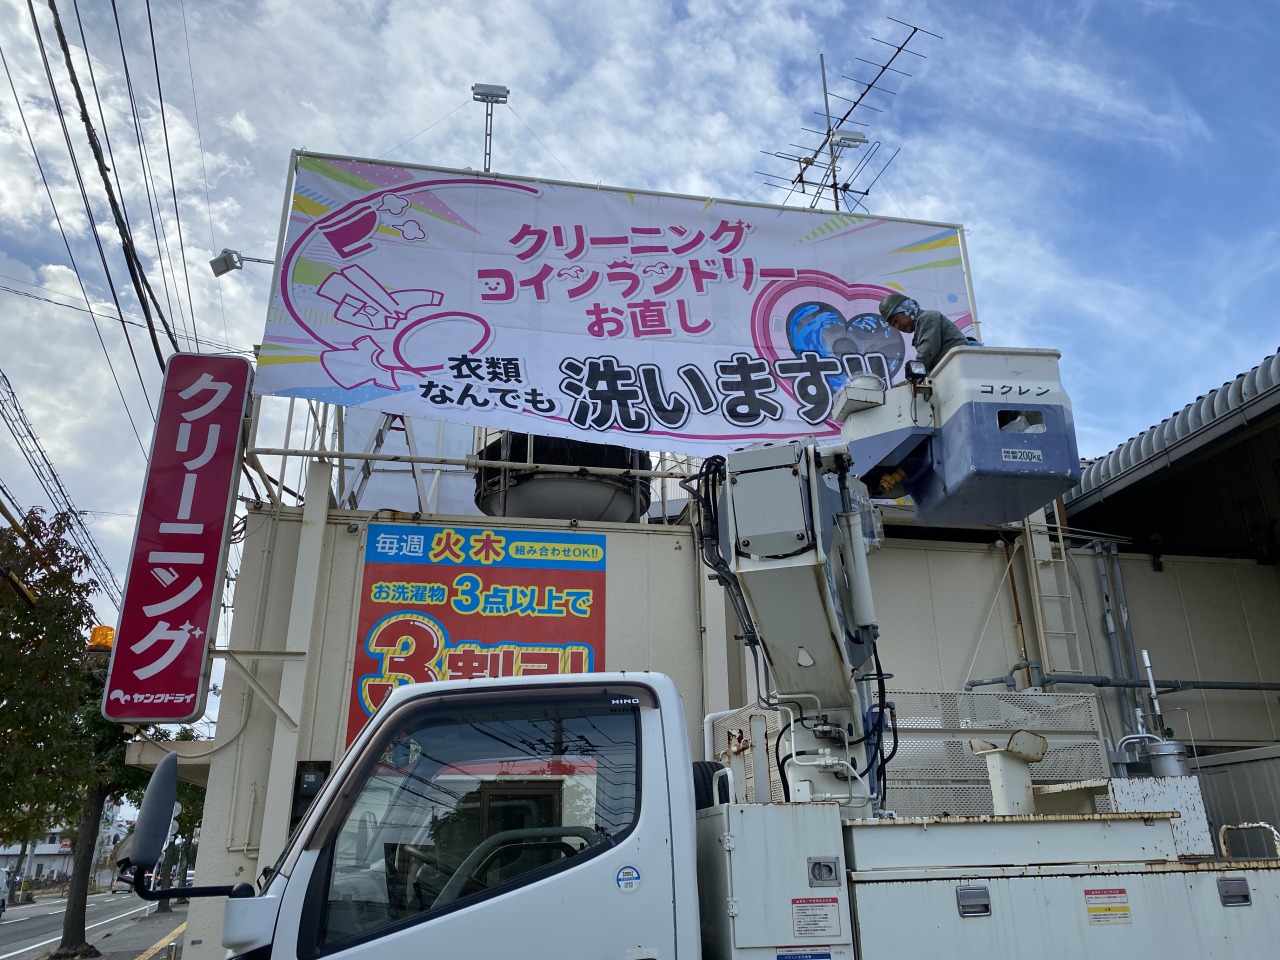 クリーニング
コインランドリー
お直し
衣類
なんでも
洗います!!
コクレン
200kg
クリーニング
ヤングドライ
毎週 火木 組み合わせOK!!
お洗濯物 3点以上で
3割引
HINO